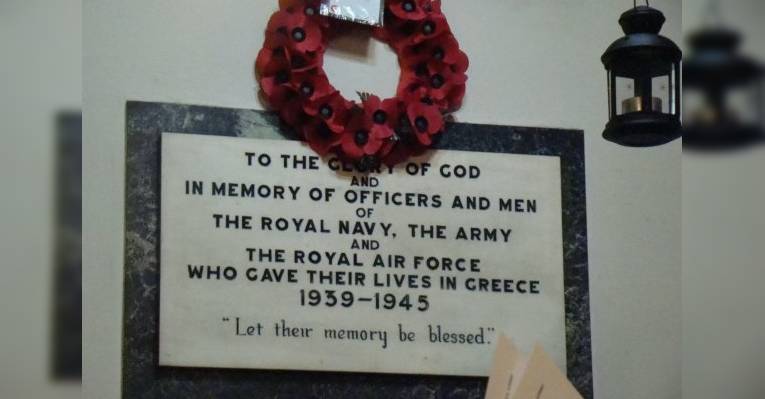 TO THE GLORY OF GOD
AND
IN MEMORY OF OFFICERS AND MEN
OF
THE ROYAL NAVY, THE ARMY
AND
THE ROYAL AIR FORCE
WHO GAVE THEIR LIVES IN GREECE
1939-1945
"Let their memory be blessed."